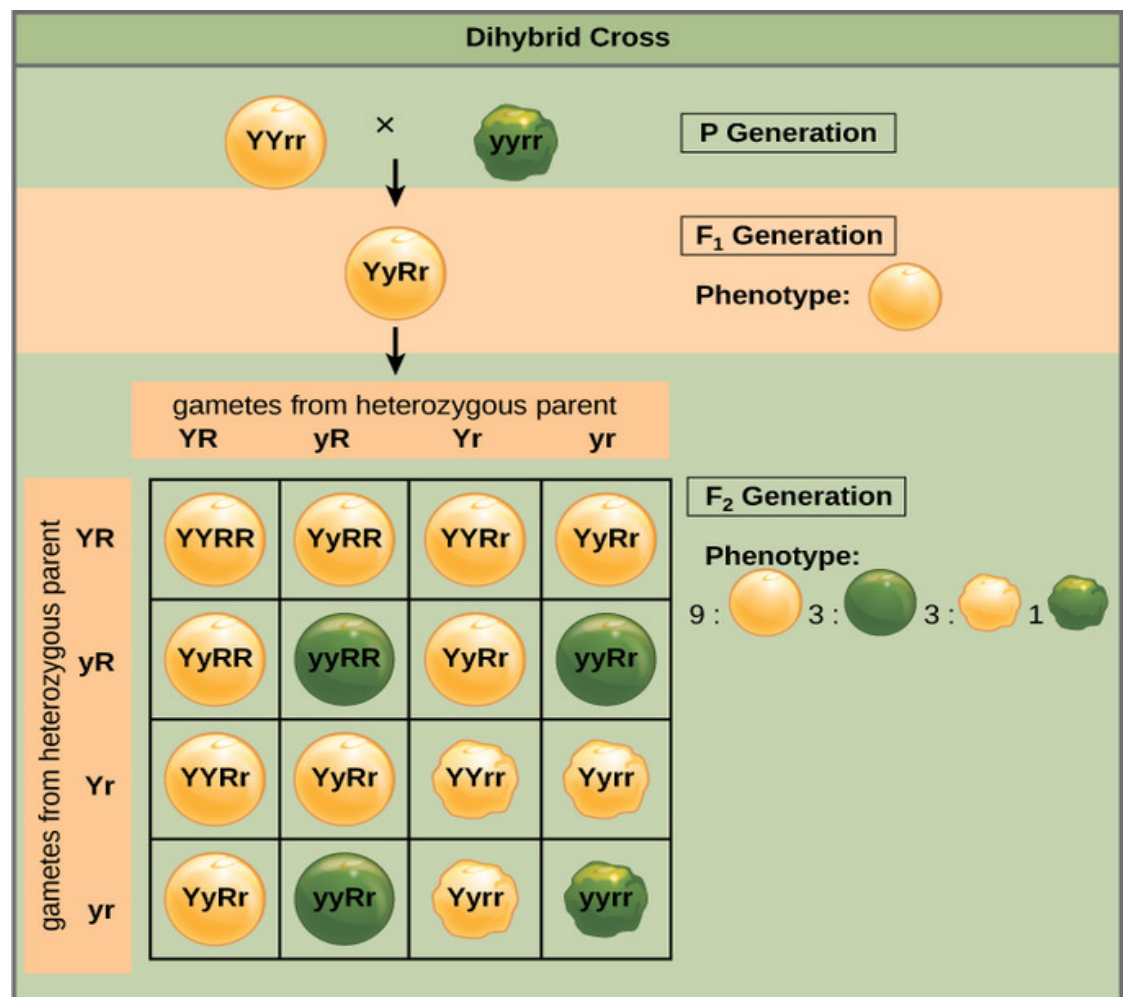 Dihybrid Cross
YYrr × yyrr P Generation
F1 Generation
YyRr
Phenotype:
gametes from heterozygous parent
YR yR Yr yr
gametes from heterozygous parent
YR YYRR YyRR YYRr YyRr
yR YyRR yyRR YyRr yyRr
Yr YYRr YyRr YYrr Yyrr
yr YyRr yyRr Yyrr yyrr
F2 Generation
Phenotype:
9 : 3 : 3 : 1